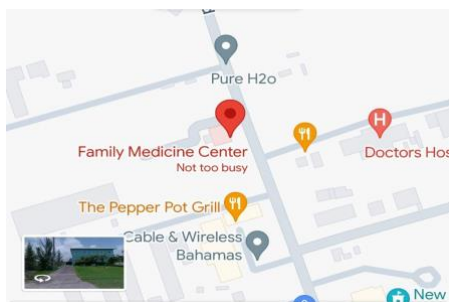 Pure H2o
Family Medicine Center
Not too busy
H
Doctors Hos
The Pepper Pot Grill
Cable & Wireless
Bahamas
New